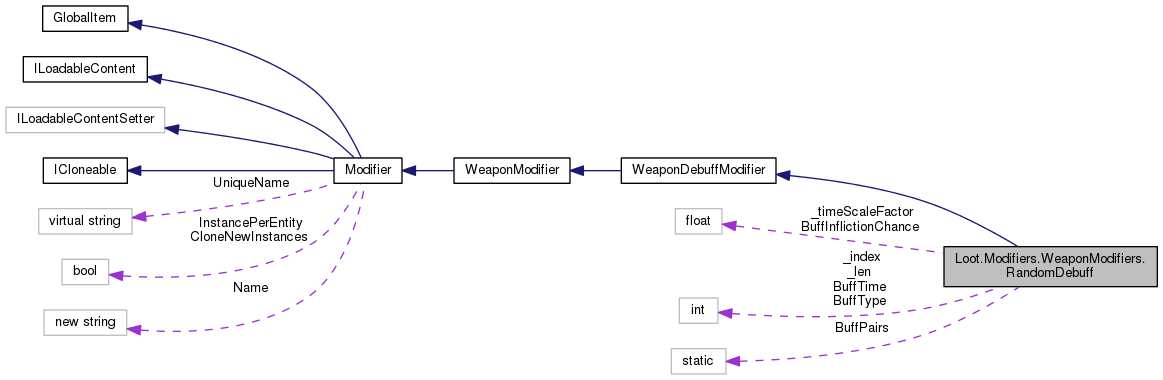 GlobalItem
ILoadableContent
ILoadableContentSetter
ICloneable
Modifier
WeaponModifier
WeaponDebuffModifier
UniqueName
virtual string
InstancePerEntity
CloneNewInstances
bool
Name
new string
float
_timeScaleFactor
BuffInflictionChance
Loot.Modifiers.WeaponModifiers.
RandomDebuff
_index
_len
BuffTime
BuffType
int
BuffPairs
static